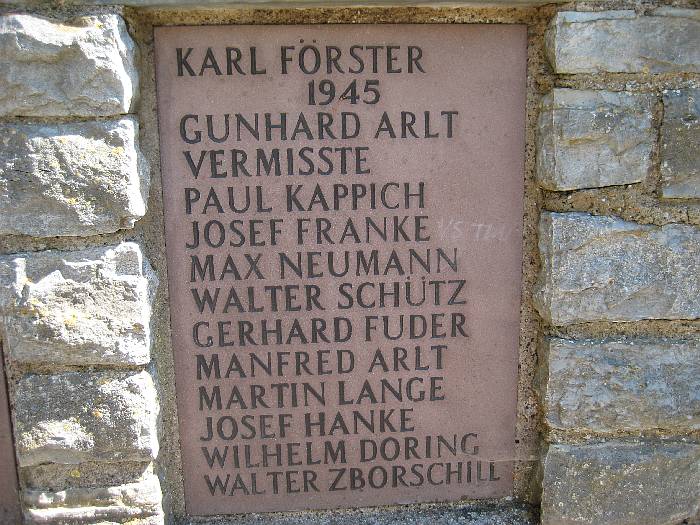 KARL FÖRSTER
1945
GUNHARD ARLT
VERMISSTE
PAUL KAPPICH
JOSEF FRANKE
MAX NEUMANN
WALTER SCHÜTZ
GERHARD FUDER
MANFRED ARLT
MARTIN LANGE
JOSEF HANKE
WILHELM DORING
WALTER ZBORSCHILL